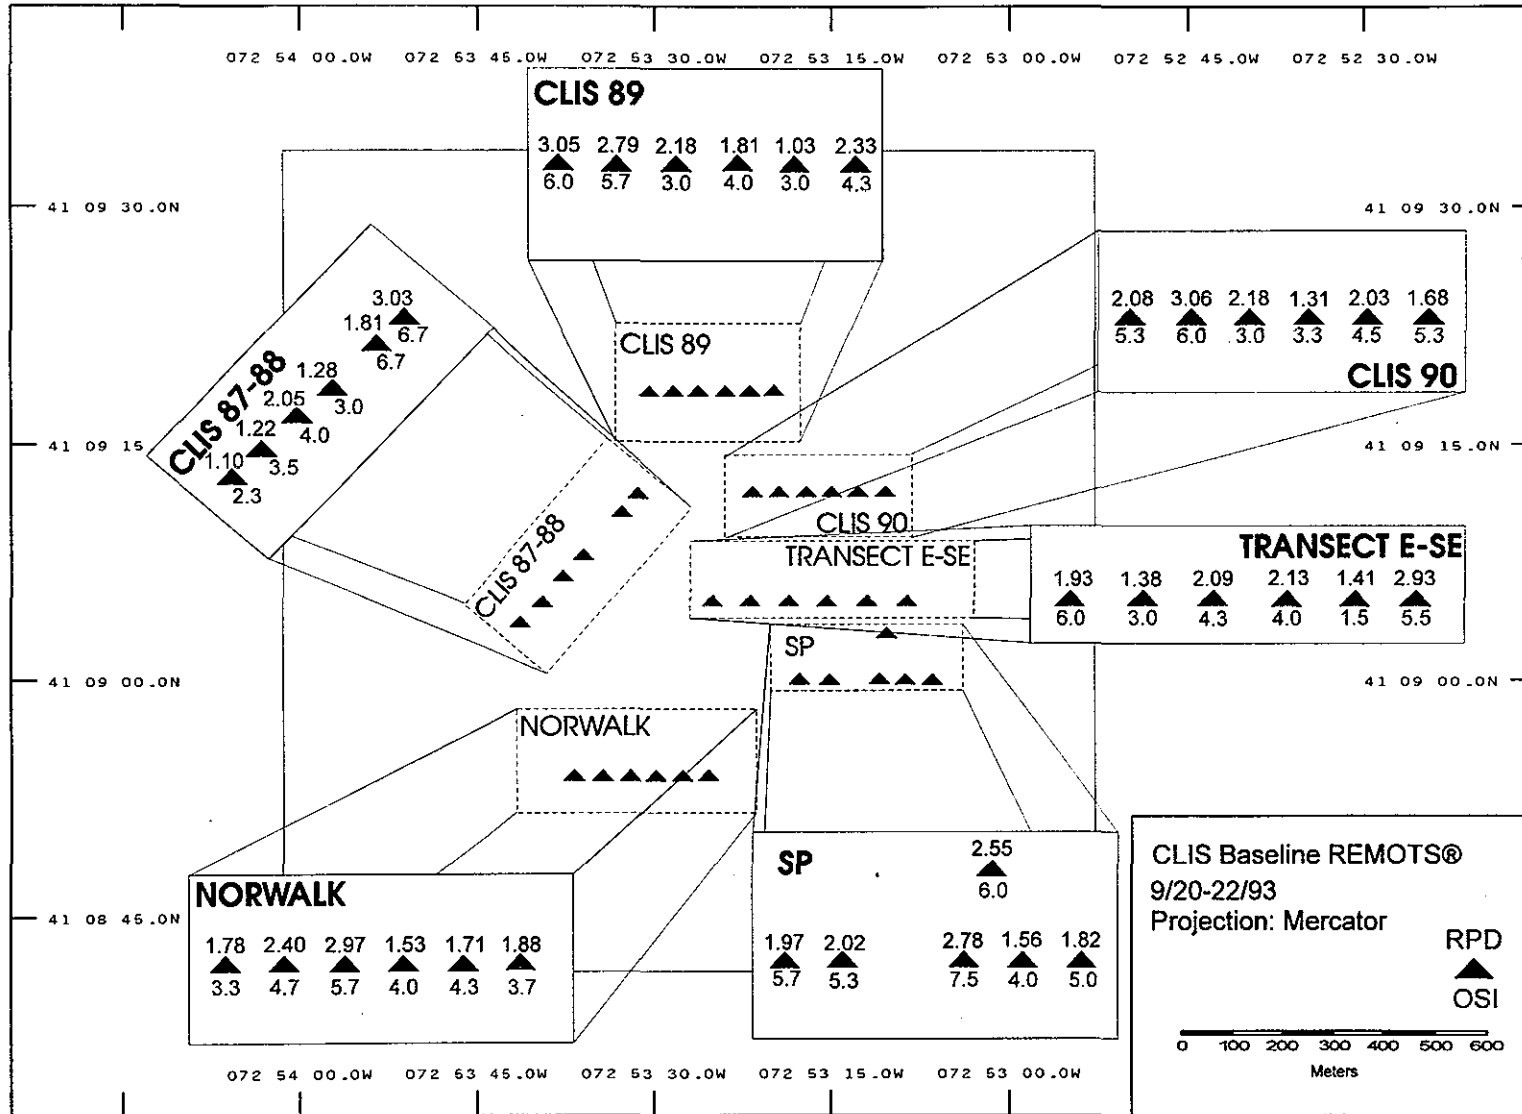 072 54 00.0W 072 53 45.0W 072 53 30.0W 072 53 15.0W 072 53 00.0W 072 52 45.0W 072 52 30.0W
CLIS 89
3.05 2.79 2.18 1.81 1.03 2.33
6.0 5.7 3.0 4.0 3.0 4.3
41 09 30.0N
41 09 30.0N
2.08 3.06 2.18 1.31 2.03 1.68
5.3 6.0 3.0 3.3 4.5 5.3
CLIS 90
CLIS 87-88
3.03
6.7
1.81
6.7
1.28
3.0
2.05
4.0
1.22
3.5
1.10
2.3
CLIS 89
41 09 15
41 09 15.0N
CLIS 90
CLIS 87-88
TRANSECT E-SE
TRANSECT E-SE
1.93 1.38 2.09 2.13 1.41 2.93
6.0 3.0 4.3 4.0 1.5 5.5
SP
41 09 00.0N
41 09 00.0N
NORWALK
NORWALK
1.78 2.40 2.97 1.53 1.71 1.88
3.3 4.7 5.7 4.0 4.3 3.7
SP
2.55
6.0
1.97 2.02 2.78 1.56 1.82
5.7 5.3 7.5 4.0 5.0
41 08 45.0N
CLIS Baseline REMOTS®
9/20-22/93
Projection: Mercator
RPD
OSI
0 100 200 300 400 500 600
Meters
072 54 00.0W 072 53 45.0W 072 53 30.0W 072 53 15.0W 072 53 00.0W